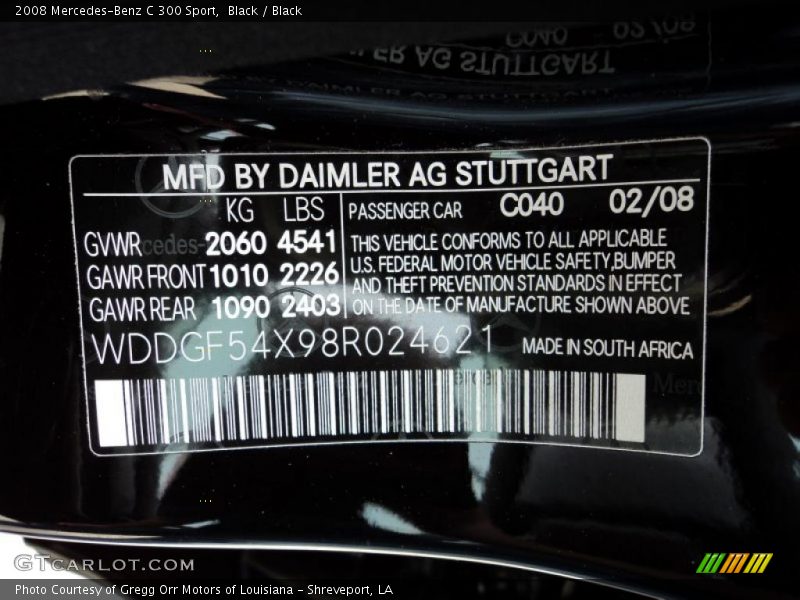 2008 Mercedes-Benz C 300 Sport, Black / Black
MFD BY DAIMLER AG STUTTGART
KG LBS PASSENGER CAR C040 02/08
GVWR 2060 4541 THIS VEHICLE CONFORMS TO ALL APPLICABLE
GAWR FRONT 1010 2226 U.S. FEDERAL MOTOR VEHICLE SAFETY,BUMPER
AND THEFT PREVENTION STANDARDS IN EFFECT
GAWR REAR 1090 2403 ON THE DATE OF MANUFACTURE SHOWN ABOVE
WDDGF54X98R024621 MADE IN SOUTH AFRICA
GTCARLOT.COM
Photo Courtesy of Gregg Orr Motors of Louisiana - Shreveport, LA